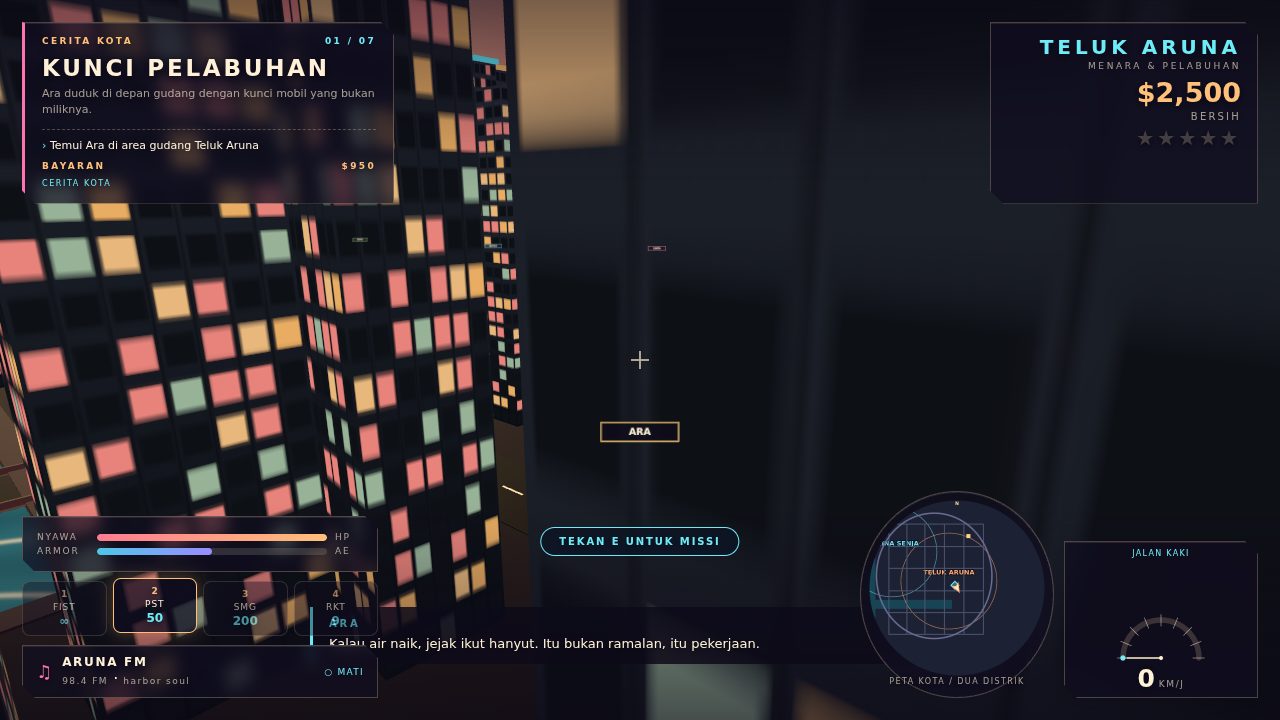 CERITA KOTA 01 / 07
KUNCI PELABUHAN
Ara duduk di depan gudang dengan kunci mobil yang bukan
miliknya.
› Temui Ara di area gudang Teluk Aruna
BAYARAN $950
CERITA KOTA
TELUK ARUNA
MENARA & PELABUHAN
$2,500
BERSIH
★★★★★
ARA
TEKAN E UNTUK MISSI
NYAWA HP
ARMOR AE
1 2 3 4
FIST PST SMG RKT
∞ 50 200 9
ARA
Kalau air naik, jejak ikut hanyut. Itu bukan ramalan, itu pekerjaan.
♫ ARUNA FM
98.4 FM · harbor soul
○ MATI
N
NA SENJA
TELUK ARUNA
PETA KOTA / DUA DISTRIK
JALAN KAKI
0 KM/J